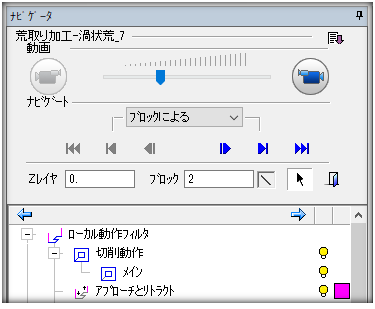 ﾅﾋﾞｹﾞｰﾀ
荒取り加工-渦状荒_7
動画
ﾅﾋﾞｹﾞｰﾄ
ﾌﾞﾛｯｸによる
Zﾚｲﾔ 0. ﾌﾞﾛｯｸ 2
ﾛｰｶﾙ動作ﾌｨﾙﾀ
切削動作
ﾒｲﾝ
ｱﾌﾟﾛｰﾁとﾘﾄﾗｸﾄ